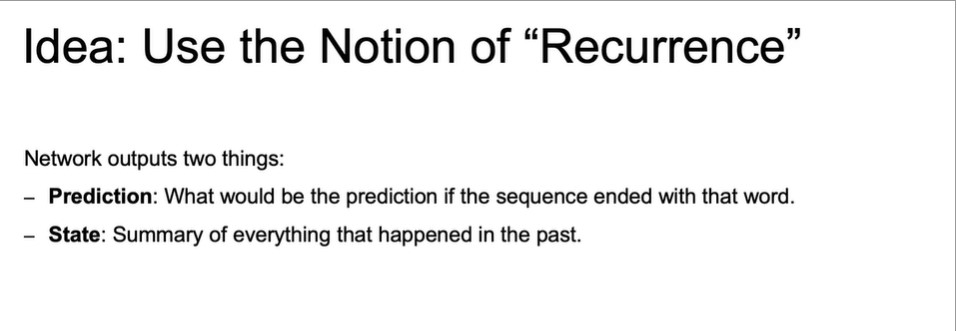 Idea: Use the Notion of “Recurrence”
Network outputs two things:
– Prediction: What would be the prediction if the sequence ended with that word.
– State: Summary of everything that happened in the past.